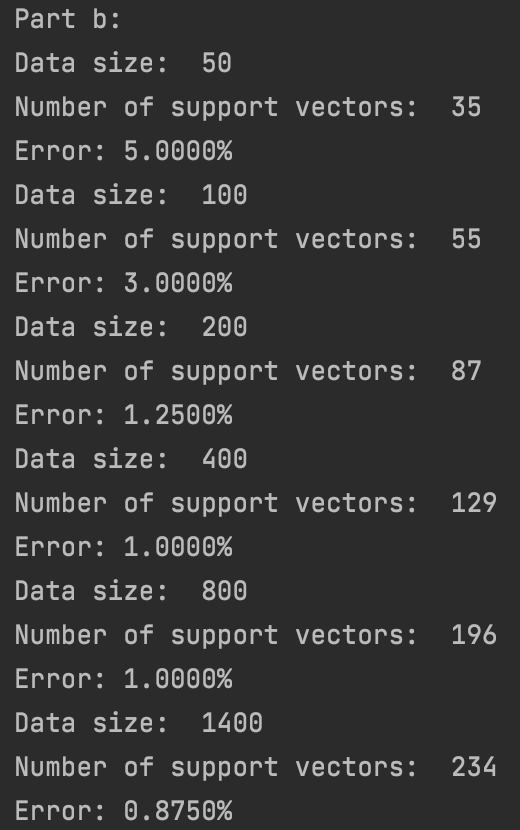 Part b:
Data size:  50
Number of support vectors:  35
Error: 5.0000%
Data size:  100
Number of support vectors:  55
Error: 3.0000%
Data size:  200
Number of support vectors:  87
Error: 1.2500%
Data size:  400
Number of support vectors:  129
Error: 1.0000%
Data size:  800
Number of support vectors:  196
Error: 1.0000%
Data size:  1400
Number of support vectors:  234
Error: 0.8750%